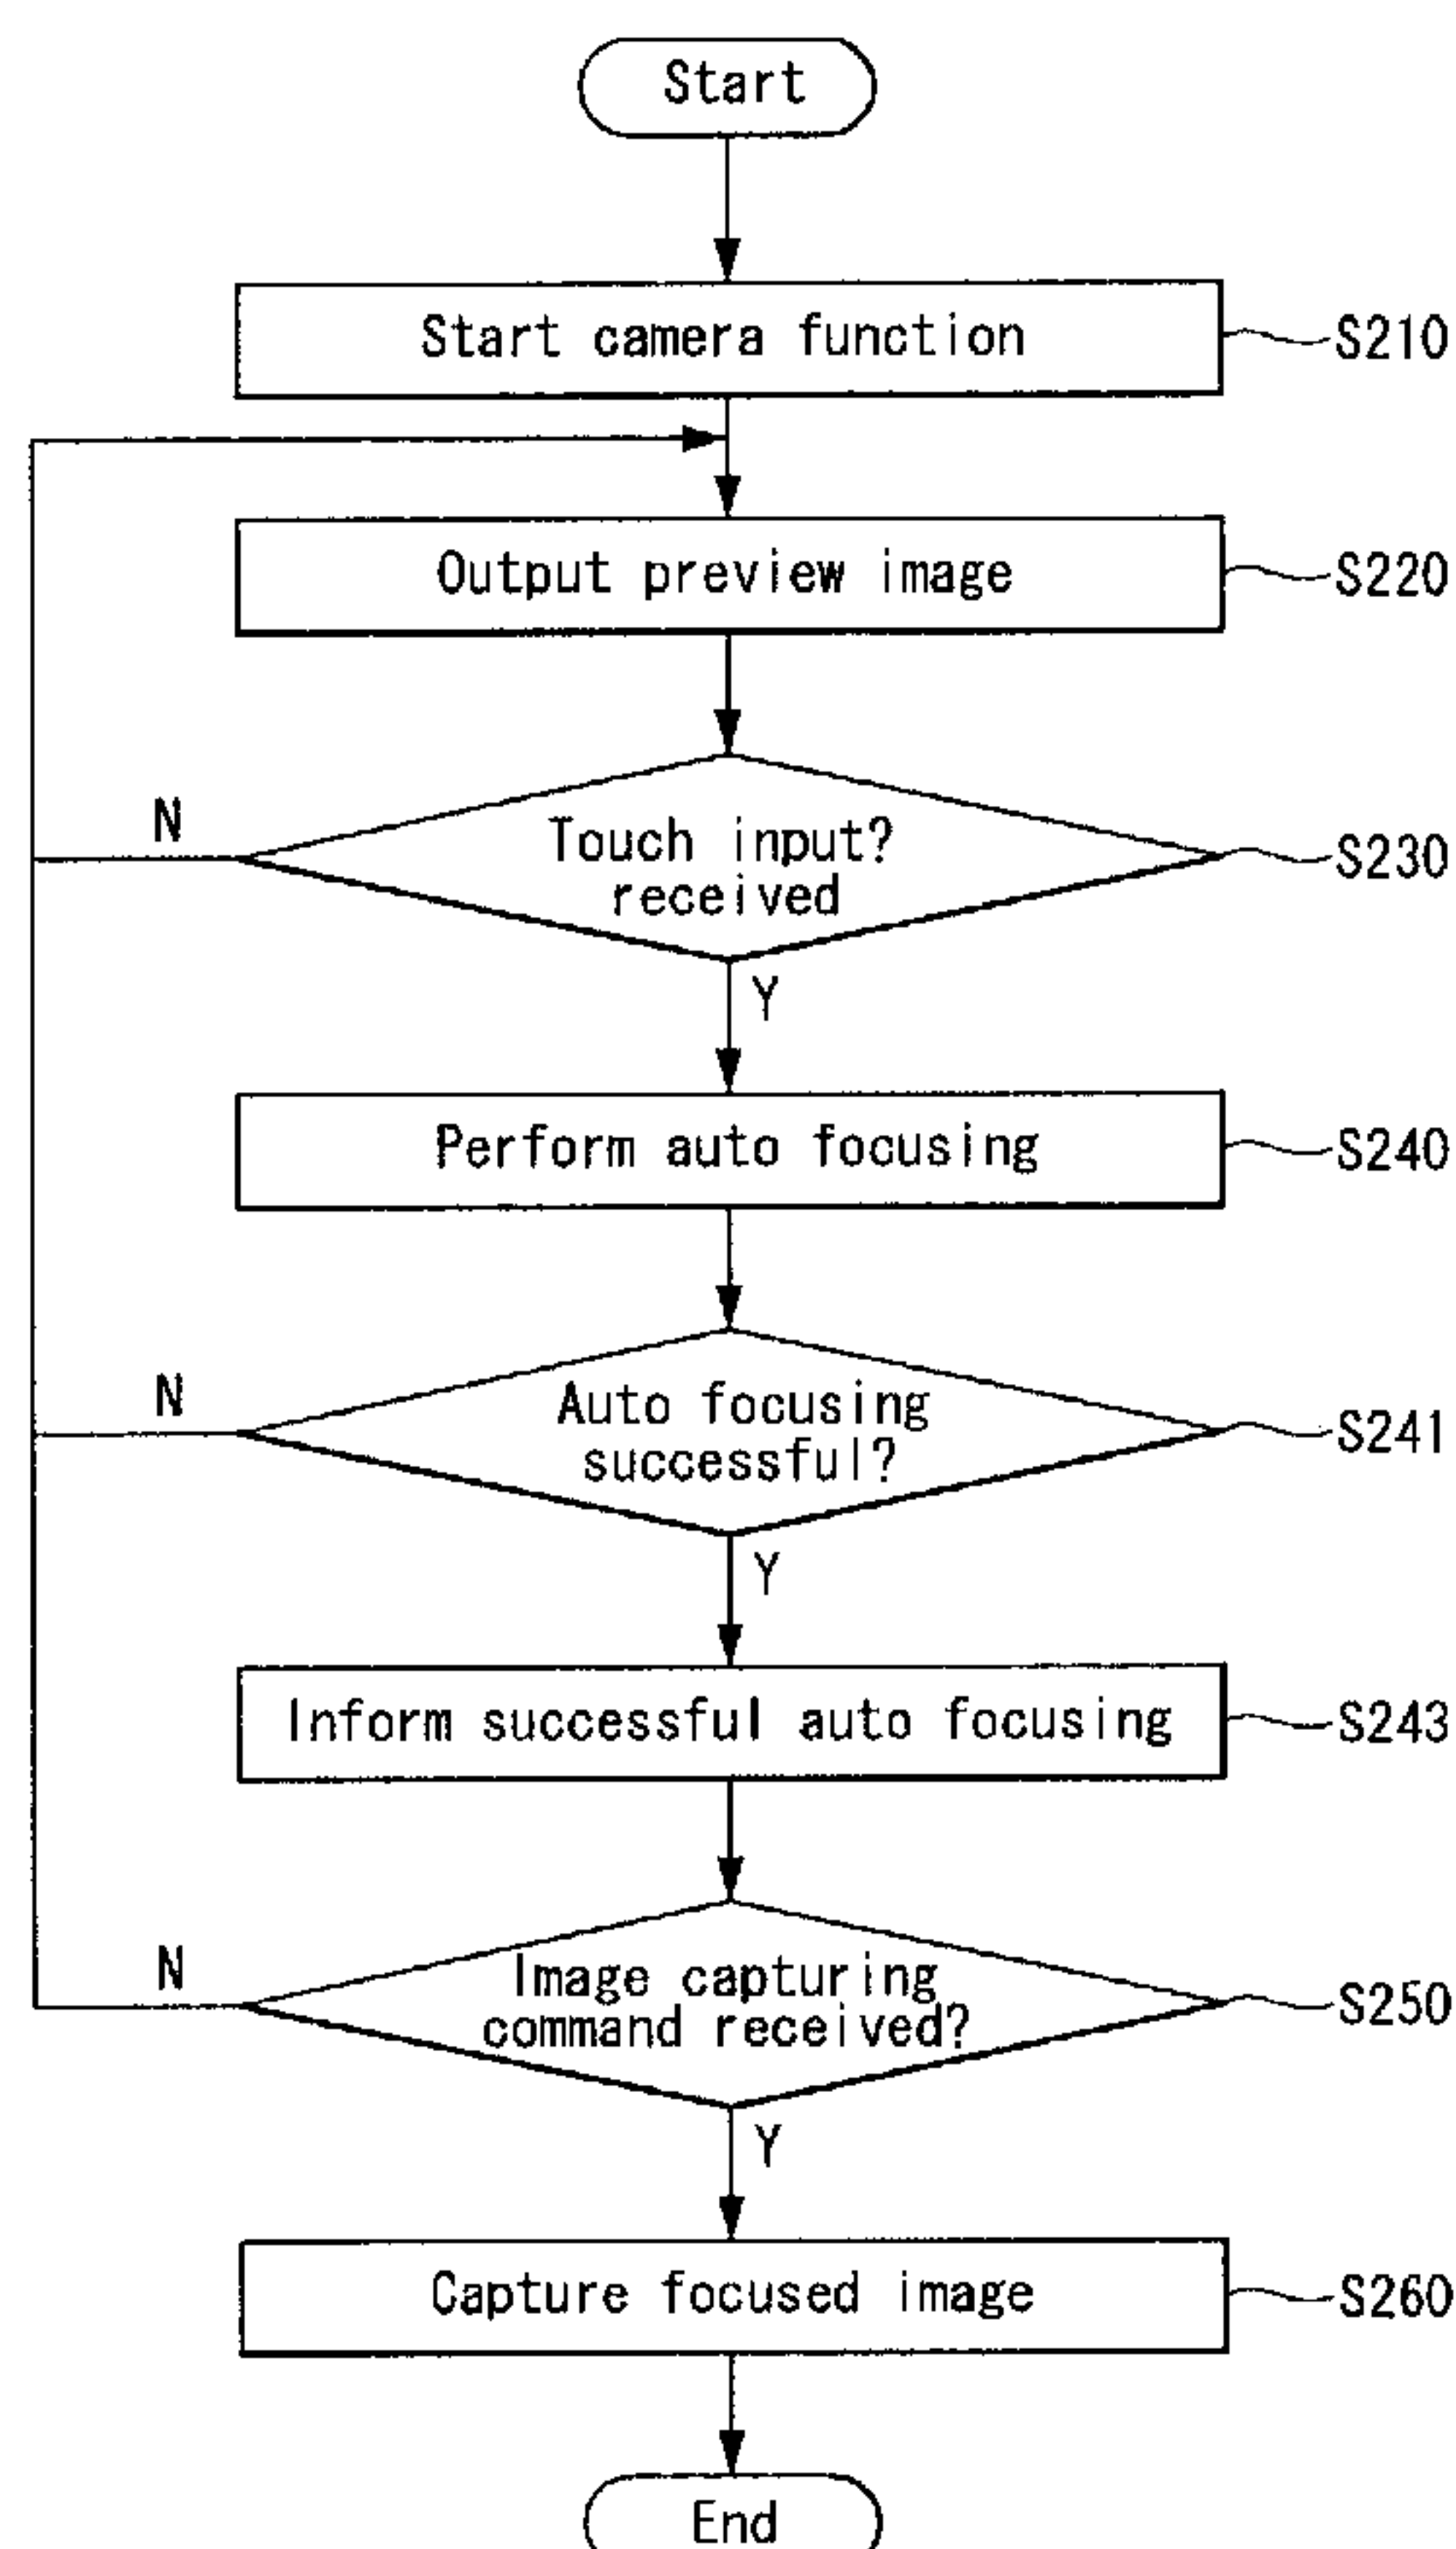 Start
Start camera function
S210
Output preview image
S220
N
Touch input?
received
S230
Y
Perform auto focusing
S240
N
Auto focusing
successful?
S241
Y
Inform successful auto focusing
S243
N
Image capturing
command received?
S250
Y
Capture focused image
S260
End